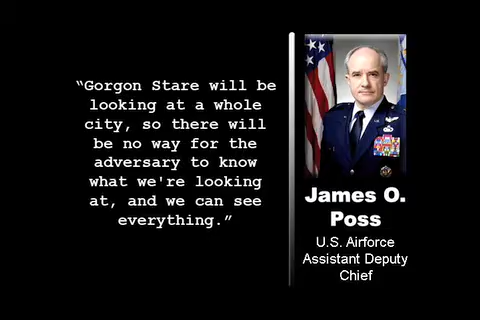 “Gorgon Stare will be
looking at a whole
city, so there will
be no way for the
adversary to know
what we're looking
at, and we can see
everything.”
James O.
Poss
U.S. Airforce
Assistant Deputy
Chief